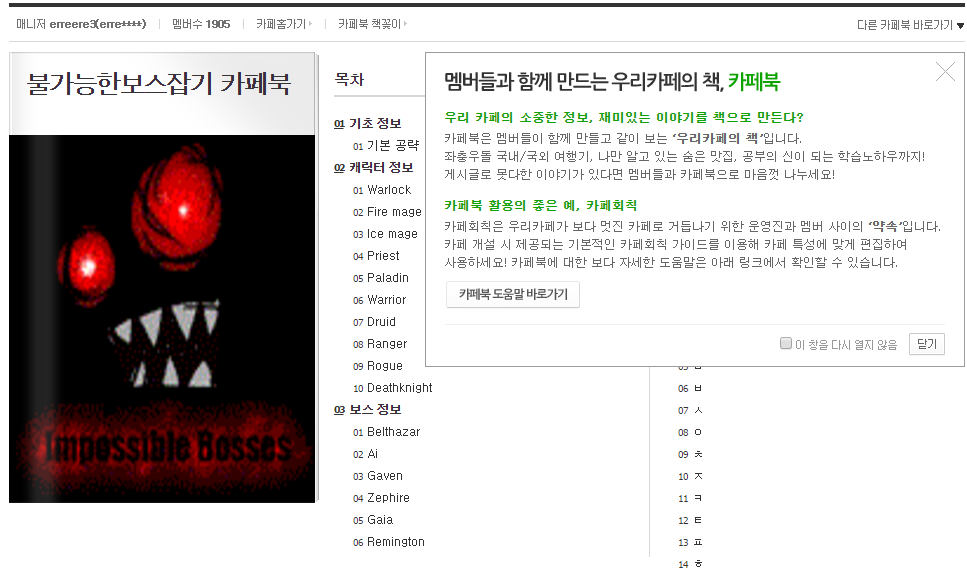 매니저 erreere3(erre****) 멤버수 1905 카페홈가기 카페북 책꽂이 다른 카페북 바로가기
불가능한보스잡기 카페북
Impossible Bosses
목차
01 기초 정보
01 기본 공략
02 캐릭터 정보
01 Warlock
02 Fire mage
03 Ice mage
04 Priest
05 Paladin
06 Warrior
07 Druid
08 Ranger
09 Rogue
10 Deathknight
03 보스 정보
01 Belthazar
02 Ai
03 Gaven
04 Zephire
05 Gaia
06 Remington
멤버들과 함께 만드는 우리카페의 책, 카페북
우리 카페의 소중한 정보, 재미있는 이야기를 책으로 만든다?
카페북은 멤버들이 함께 만들고 같이 보는 '우리카페의 책'입니다.
좌충우돌 국내/국외 여행기, 나만 알고 있는 숨은 맛집, 공부의 신이 되는 학습노하우까지!
게시글로 못다한 이야기가 있다면 멤버들과 카페북으로 마음껏 나누세요!
카페북 활용의 좋은 예, 카페회칙
카페회칙은 우리카페가 보다 멋진 카페로 거듭나기 위한 운영진과 멤버 사이의 '약속'입니다.
카페 개설 시 제공되는 기본적인 카페회칙 가이드를 이용해 카페 특성에 맞게 편집하여
사용하세요! 카페북에 대한 보다 자세한 도움말은 아래 링크에서 확인할 수 있습니다.
카페북 도움말 바로가기
이 창을 다시 열지 않음 닫기
06 ㅂ
07 ㅅ
08 ㅇ
09 ㅊ
10 ㅈ
11 ㅋ
12 ㅌ
13 ㅍ
14 ㅎ